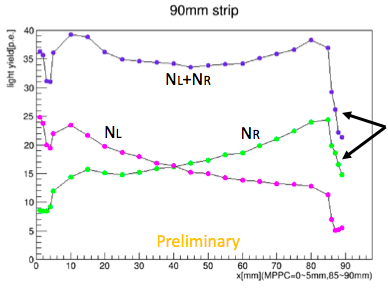 90mm strip
light yield[p.e.]
40
35
30
25
20
15
10
5
0
NL+NR
NL
NR
Preliminary
0 10 20 30 40 50 60 70 80 90
x[mm](MPPC=0~5mm,85~90mm)